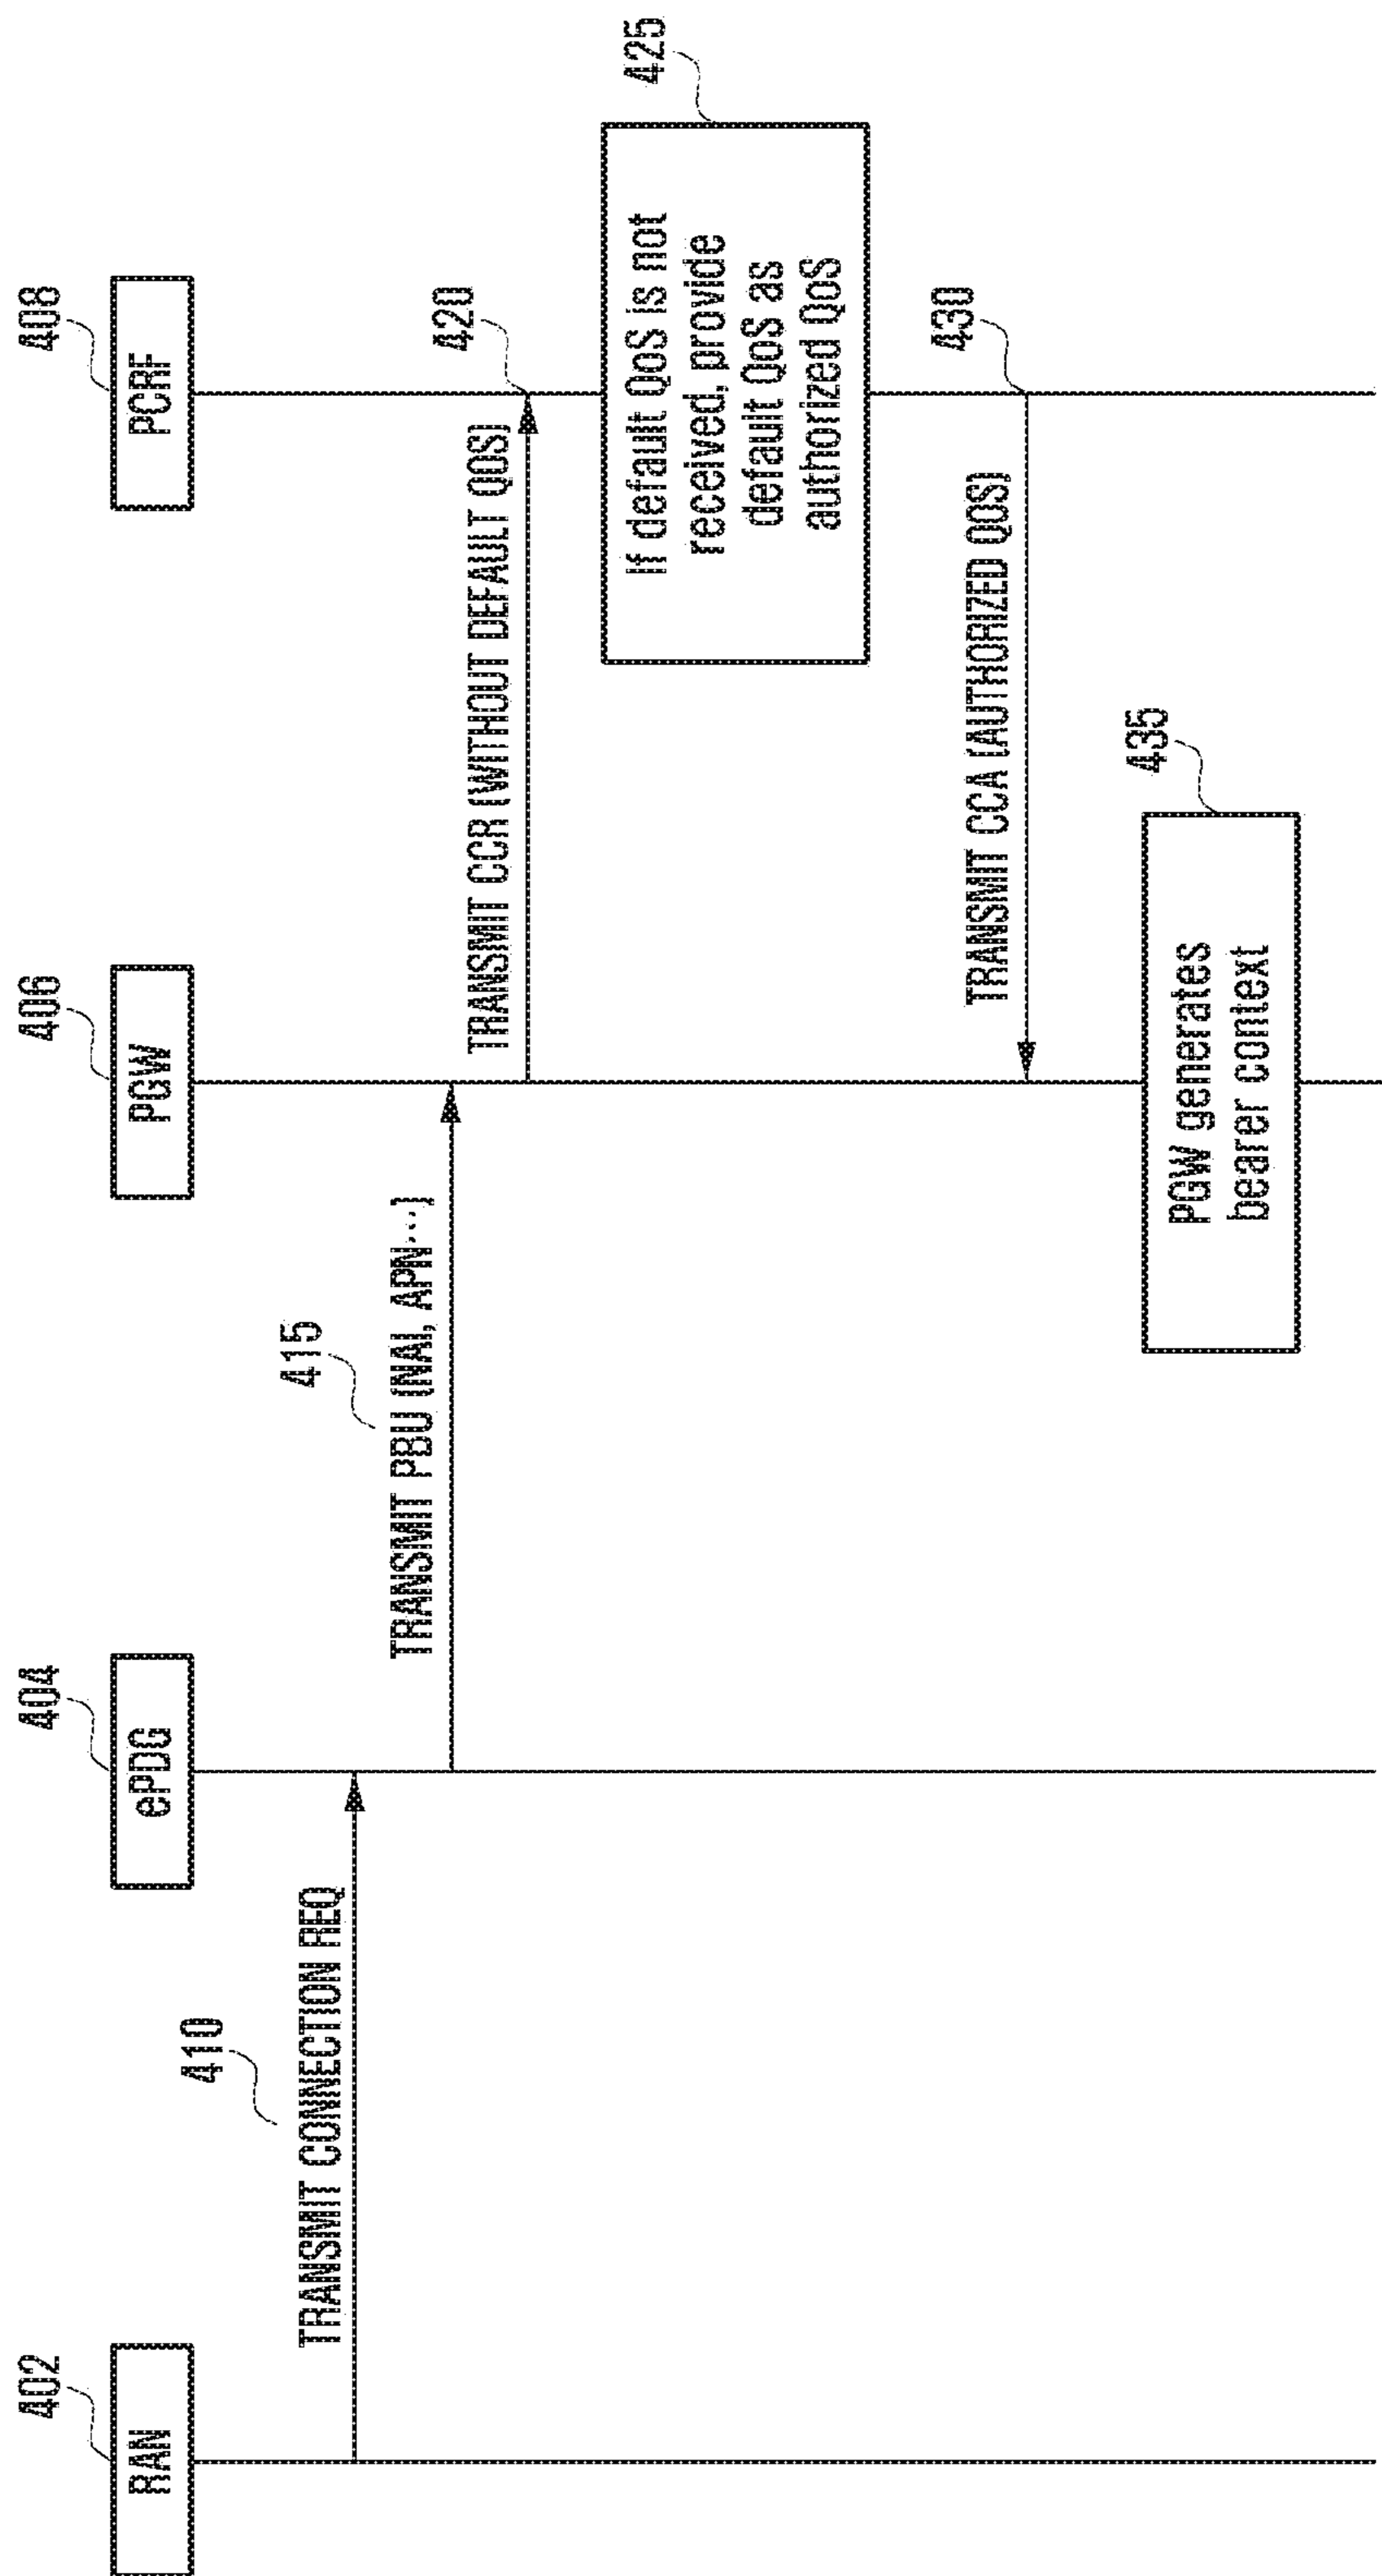 402
RAN
404
ePDG
406
PGW
408
PCRF
410
TRANSMIT CONNECTION REQ
415
TRANSMIT PBU (NAI, APN···)
TRANSMIT CCR (WITHOUT DEFAULT QOS)
420
If default QoS is not
received, provide
default QoS as
authorized QoS
425
TRANSMIT CCA (AUTHORIZED QOS)
430
PGW generates
bearer context
435